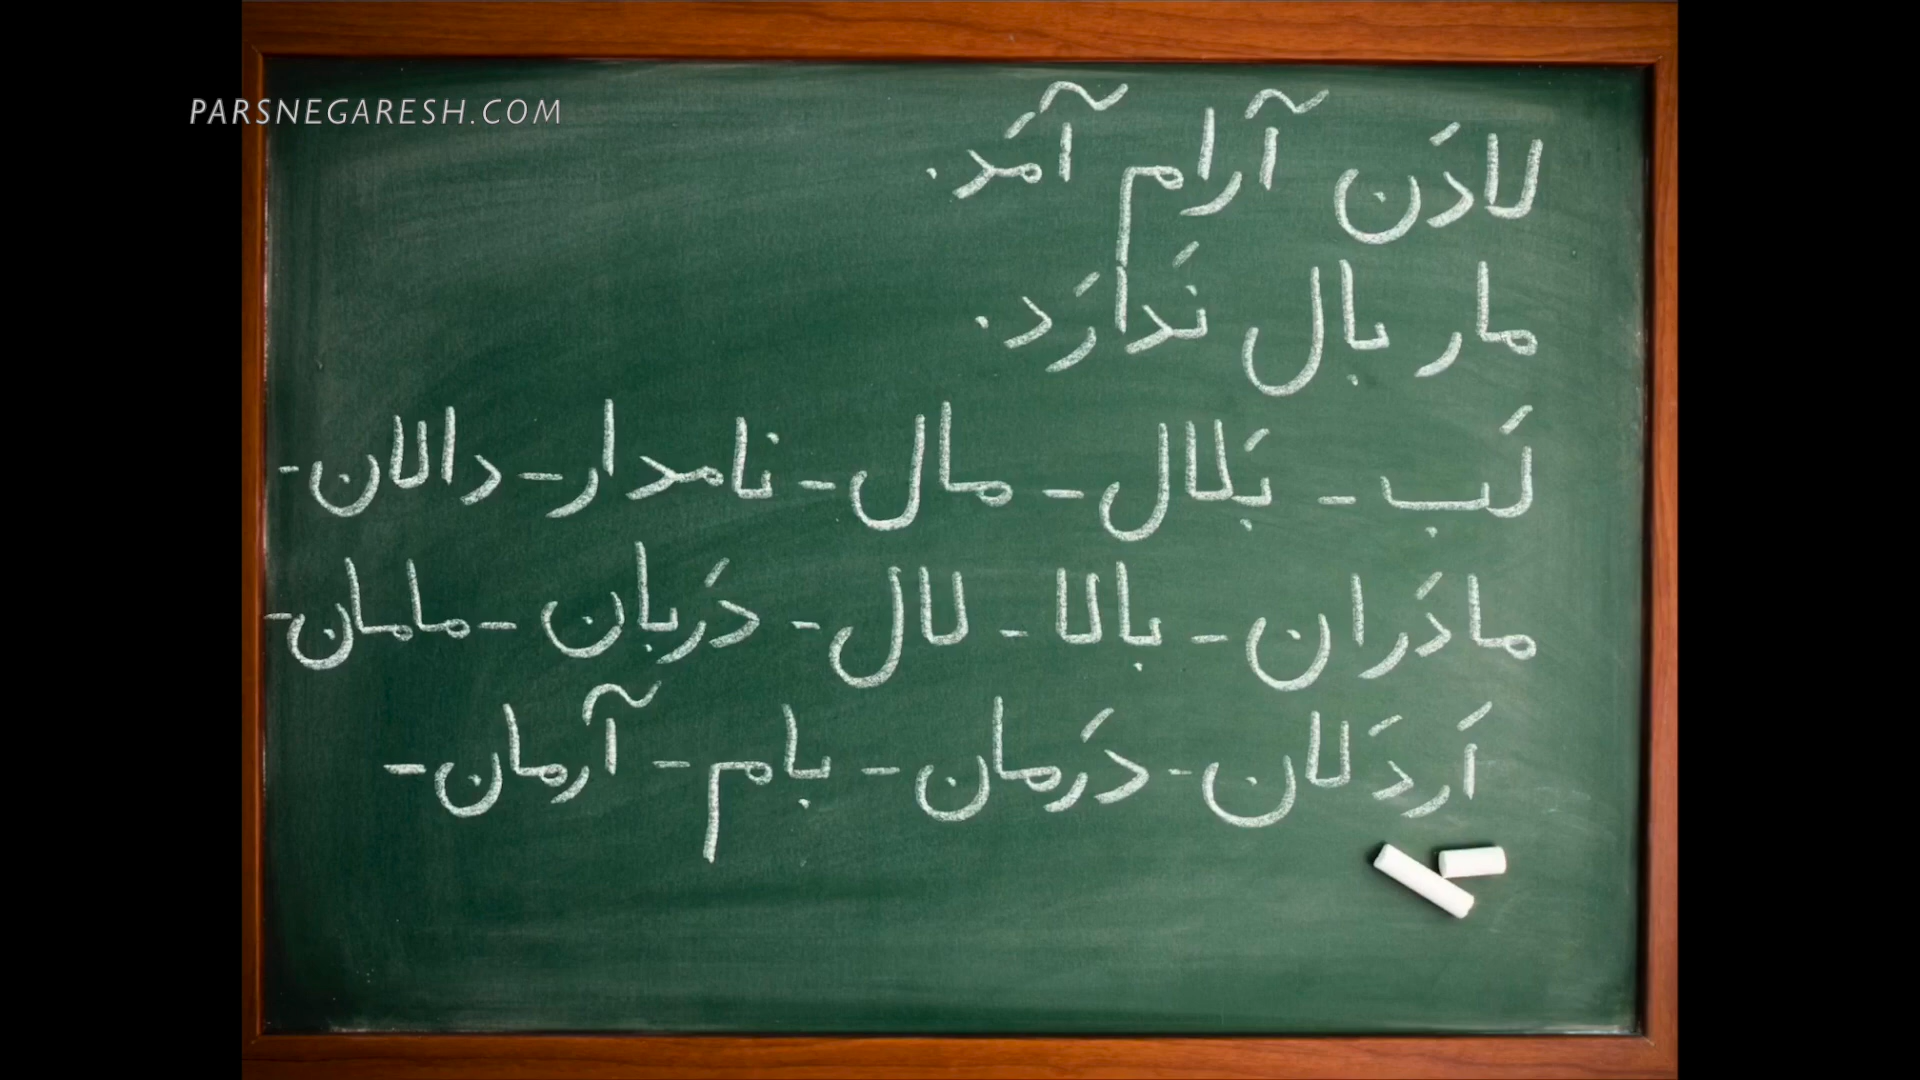 PARSNEGARESH.COM
لادَن آرام آمَد.
مار بال نَدارَد.
لَب - بَلال - مال - نامدار - دالان -
مادَران - بالا - لال - دَربان - مامان -
اَردَلان - دَرمان - بام - آرمان -